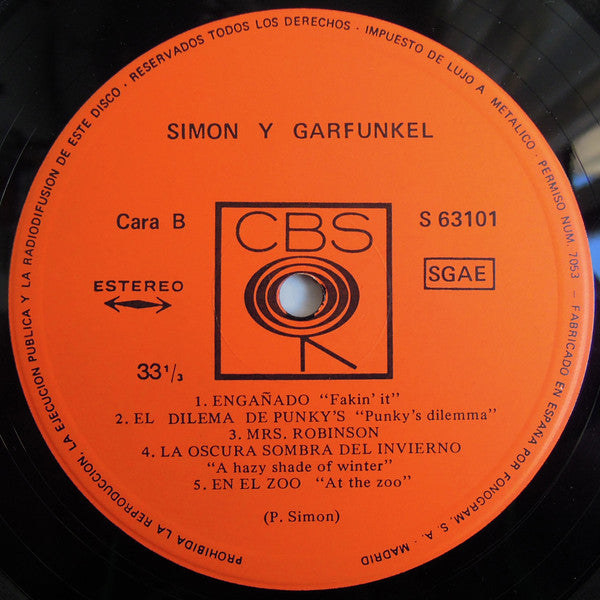 PROHIBIDA LA REPRODUCCION, LA EJECUCION PUBLICA Y LA RADIODIFUSION DE ESTE DISCO · RESERVADOS TODOS LOS DERECHOS · IMPUESTO DE LUJO A METALICO · PERMISO NUM. 7053 – FABRICADO EN ESPAÑA POR FONOGRAM, S. A. - MADRID
SIMON Y GARFUNKEL
Cara B
CBS
S 63101
ESTEREO
SGAE
33 1/3
1. ENGAÑADO "Fakin' it"
2. EL DILEMA DE PUNKY'S "Punky's dilemma"
3. MRS. ROBINSON
4. LA OSCURA SOMBRA DEL INVIERNO
"A hazy shade of winter"
5. EN EL ZOO "At the zoo"
(P. Simon)